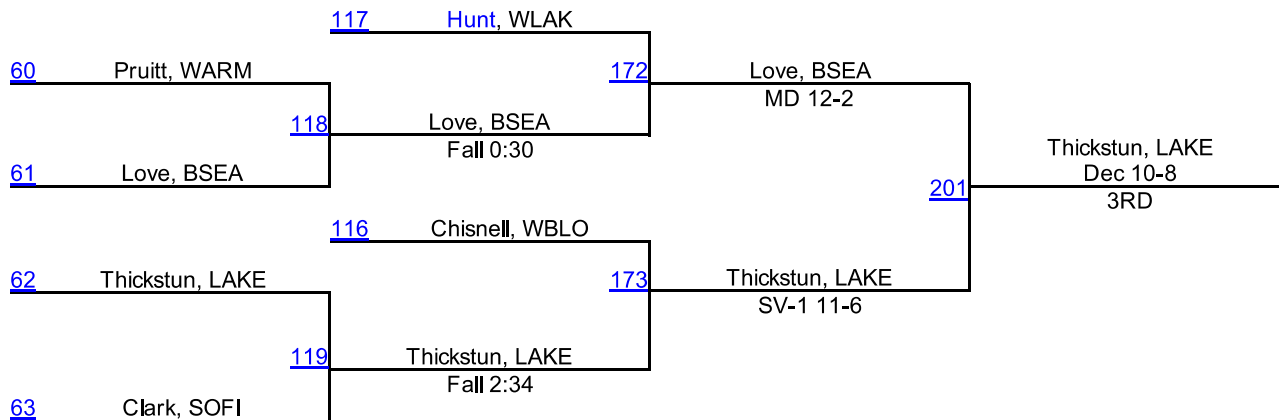 117 Hunt, WLAK
60 Pruitt, WARM
172 Love, BSEA
MD 12-2
118 Love, BSEA
Fall 0:30
61 Love, BSEA
Thickstun, LAKE
Dec 10-8
201 3RD
116 Chisnell, WBLO
62 Thickstun, LAKE
173 Thickstun, LAKE
SV-1 11-6
119 Thickstun, LAKE
Fall 2:34
63 Clark, SOFI